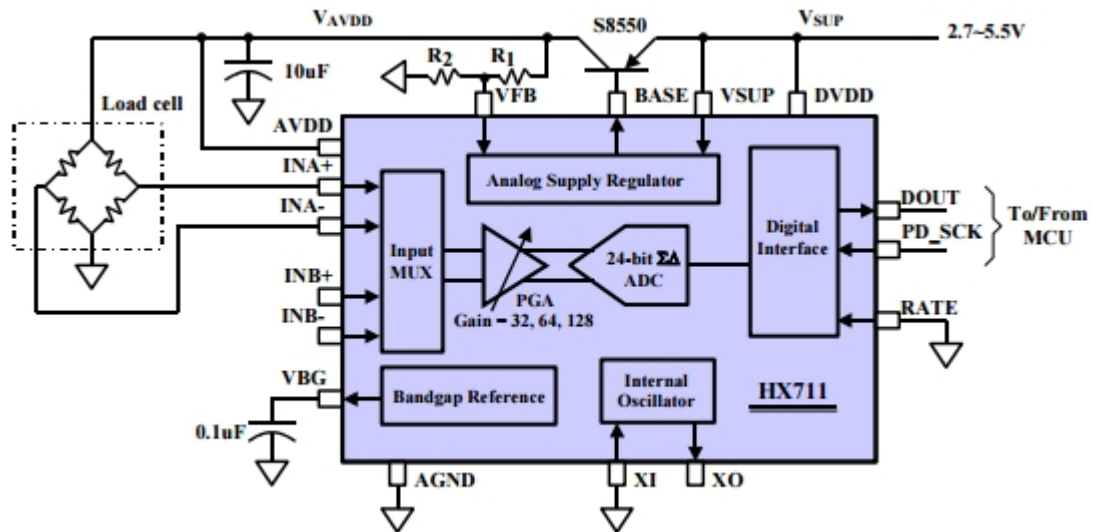 V_AVDD
S8550
V_SUP
2.7~5.5V
R2
R1
10uF
VFB
BASE
VSUP
DVDD
Load cell
AVDD
INA+
INA-
INB+
INB-
VBG
0.1uF
Analog Supply Regulator
Input
MUX
PGA
Gain = 32, 64, 128
24-bit ΣΔ
ADC
Digital
Interface
DOUT
PD_SCK
To/From
MCU
RATE
Bandgap Reference
Internal
Oscillator
HX711
AGND
XI
XO